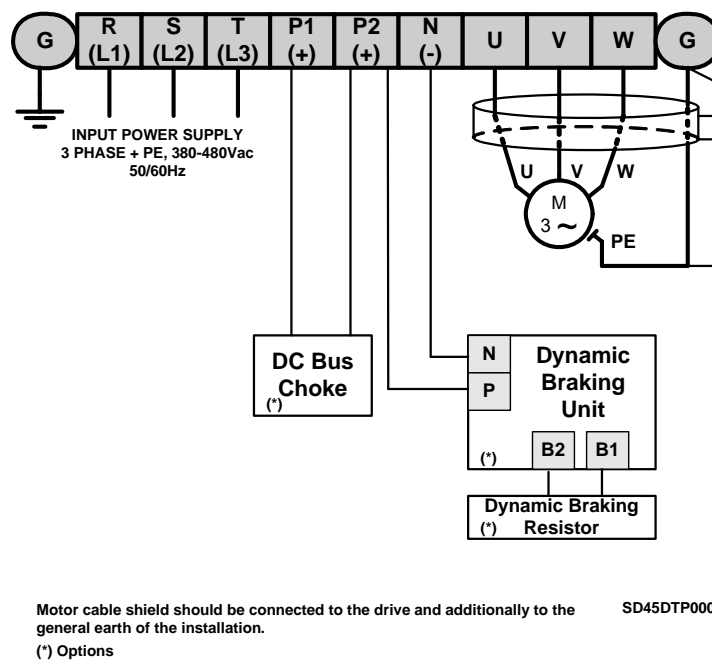 G R (L1) S (L2) T (L3) P1 (+) P2 (+) N (-) U V W G
INPUT POWER SUPPLY
3 PHASE + PE, 380-480Vac
50/60Hz
U V W
M
3 ~
PE
DC Bus
Choke
(*)
N
P
Dynamic
Braking
Unit
(*)
B2 B1
Dynamic Braking
(*) Resistor
Motor cable shield should be connected to the drive and additionally to the
general earth of the installation.
(*) Options
SD45DTP000